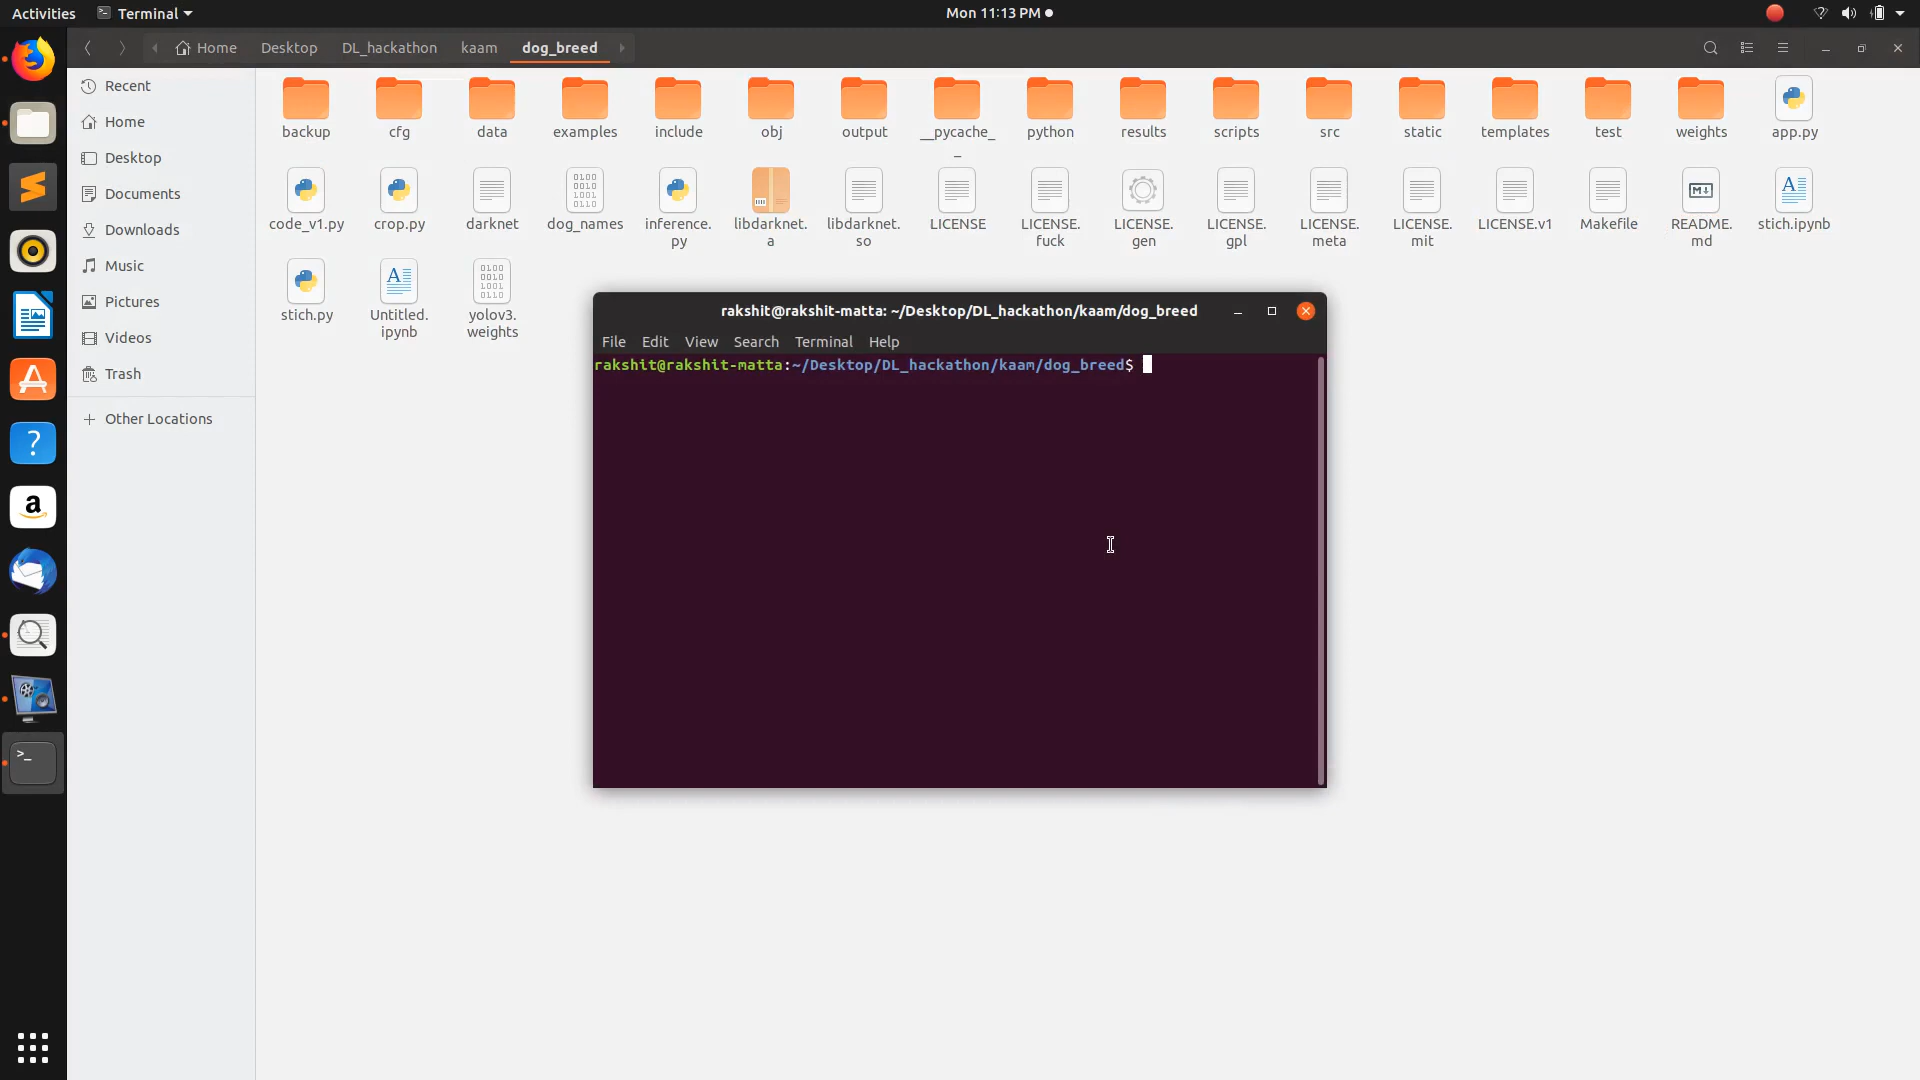 Activities Terminal Mon 11:13 PM
Home Desktop DL_hackathon kaam dog_breed
Recent
Home
Desktop
Documents
Downloads
Music
Pictures
Videos
Trash
Other Locations
backup cfg data examples include obj output __pycache_ python results scripts src static templates test weights app.py
_
code_v1.py crop.py darknet dog_names inference. libdarknet. libdarknet. LICENSE LICENSE. LICENSE. LICENSE. LICENSE. LICENSE. LICENSE.v1 Makefile README. stich.ipynb
py a so fuck gen gpl meta mit md
stich.py Untitled. yolov3.
ipynb weights
rakshit@rakshit-matta: ~/Desktop/DL_hackathon/kaam/dog_breed
File Edit View Search Terminal Help
rakshit@rakshit-matta:~/Desktop/DL_hackathon/kaam/dog_breed$